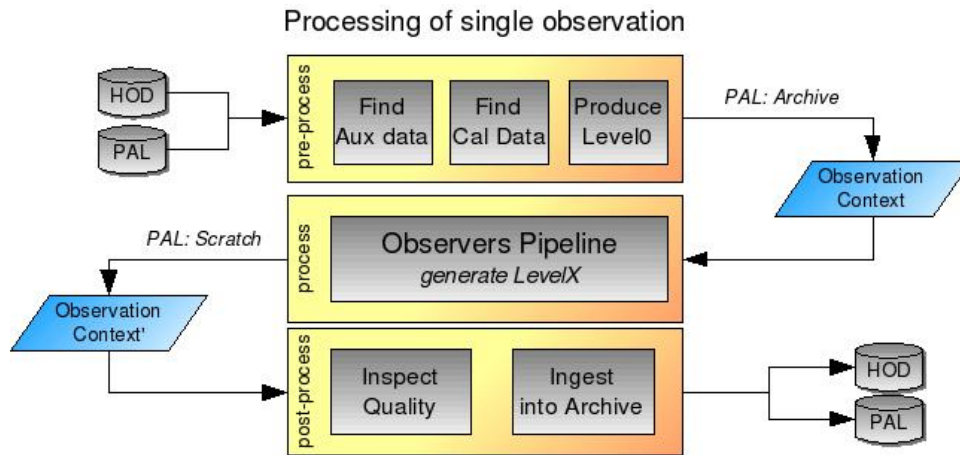 Processing of single observation
HOD
PAL
pre-process
Find
Aux data
Find
Cal Data
Produce
Level0
PAL: Archive
Observation
Context
process
Observers Pipeline
generate LevelX
PAL: Scratch
Observation
Context'
post-process
Inspect
Quality
Ingest
into Archive
HOD
PAL